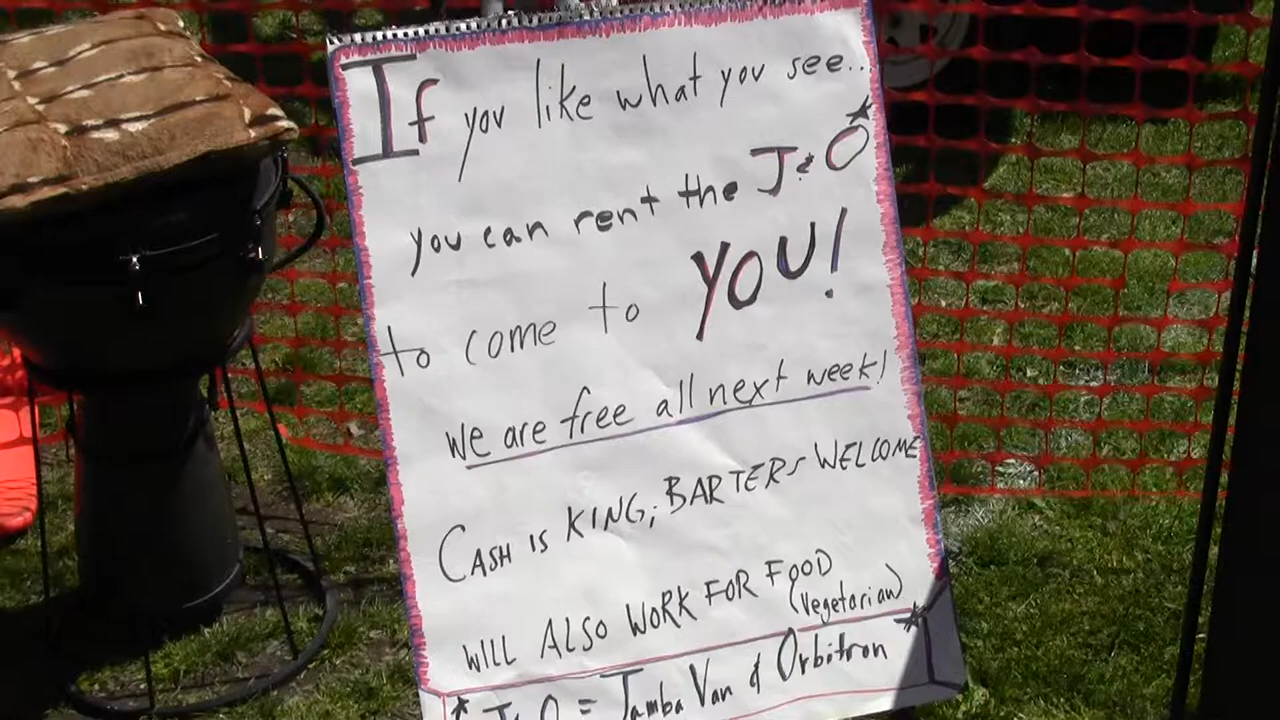 If you like what you see...
you can rent the J & O*
to come to YOU!
we are free all next week!
CASH IS KING; BARTERS WELCOME
WILL ALSO WORK FOR FOOD
(Vegetarian)
* J & O = Jamba Van & Orbitron *